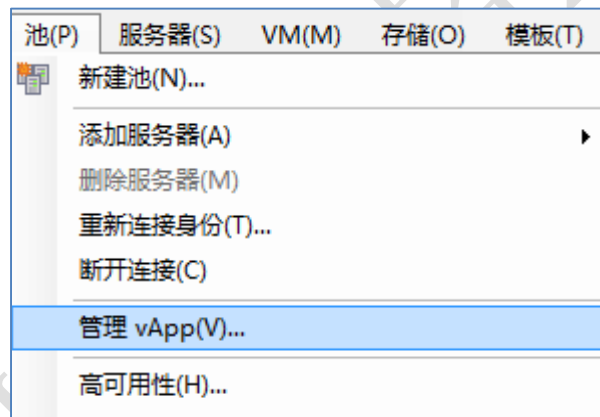 池(P) 服务器(S) VM(M) 存储(O) 模板(T)
新建池(N)...
添加服务器(A)
删除服务器(M)
重新连接身份(T)...
断开连接(C)
管理 vApp(V)...
高可用性(H)...